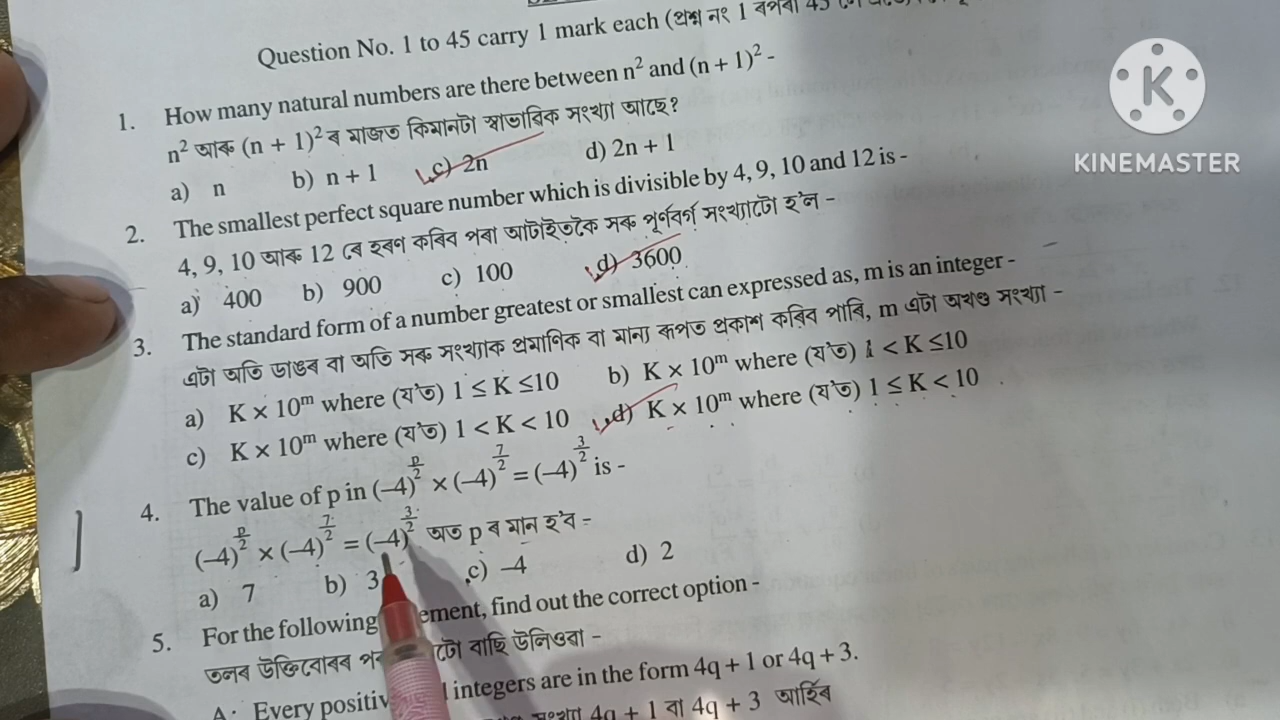 Question No. 1 to 45 carry 1 mark each (প্ৰশ্ন নং 1 ৰপৰা 45
1. How many natural numbers are there between n² and (n + 1)² -
n² আৰু (n + 1)² ৰ মাজত কিমানটা স্বাভাৱিক সংখ্যা আছে?
a) n b) n + 1 c) 2n d) 2n + 1
2. The smallest perfect square number which is divisible by 4, 9, 10 and 12 is -
4, 9, 10 আৰু 12 ৰে হৰণ কৰিব পৰা আটাইতকৈ সৰু পূৰ্ণবৰ্গ সংখ্যাটো হ'ল -
a) 400 b) 900 c) 100 d) 3600
3. The standard form of a number greatest or smallest can expressed as, m is an integer -
এটা অতি ডাঙৰ বা অতি সৰু সংখ্যাক প্ৰমাণিক বা মান্য ৰূপত প্ৰকাশ কৰিব পাৰি, m এটা অখণ্ড সংখ্যা -
a) K × 10ᵐ where (য'ত) 1 ≤ K ≤10 b) K × 10ᵐ where (য'ত) 1 < K ≤10
c) K × 10ᵐ where (য'ত) 1 < K < 10 d) K × 10ᵐ where (য'ত) 1 ≤ K < 10
4. The value of p in (–4)^(p/2) × (–4)^(7/2) = (–4)^(3/2) is -
(–4)^(p/2) × (–4)^(7/2) = (–4)^(3/2) অত p ৰ মান হ'ব -
a) 7 b) 3 c) –4 d) 2
5. For the following ement, find out the correct option -
তলৰ উক্তিবোৰৰ পৰ টো বাছি উলিওৱা -
A: Every positiv integers are in the form 4q + 1 or 4q + 3.
সংখ্যা 4q + 1 বা 4q + 3 আৰ্হিৰ
K
KINEMASTER